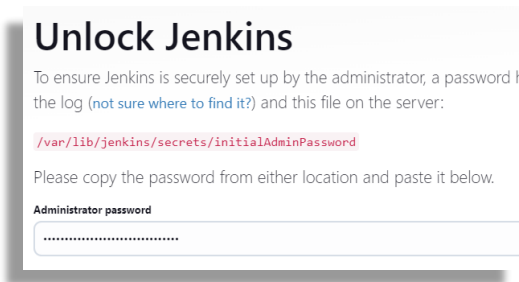 Unlock Jenkins
To ensure Jenkins is securely set up by the administrator, a password
the log (not sure where to find it?) and this file on the server:
/var/lib/jenkins/secrets/initialAdminPassword
Please copy the password from either location and paste it below.
Administrator password
································